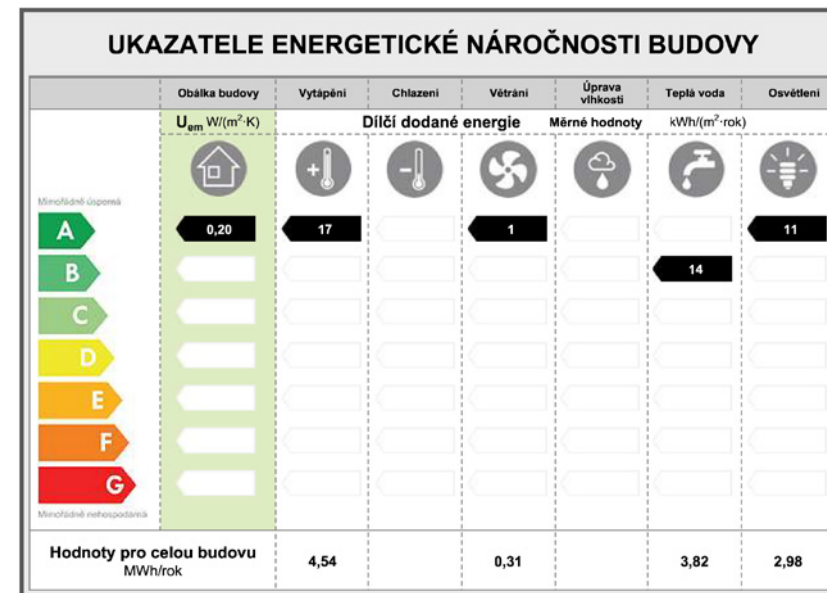 UKAZATELE ENERGETICKÉ NÁROČNOSTI BUDOVY
Obálka budovy Vytápění Chlazení Větrání Úprava vlhkosti Teplá voda Osvětlení
Uem W/(m²·K) Dílčí dodané energie Měrné hodnoty kWh/(m²·rok)
Mimořádně úsporná
A 0,20 17 1 11
B 14
C
D
E
F
G
Mimořádně nehospodárná
Hodnoty pro celou budovu
MWh/rok 4,54 0,31 3,82 2,98